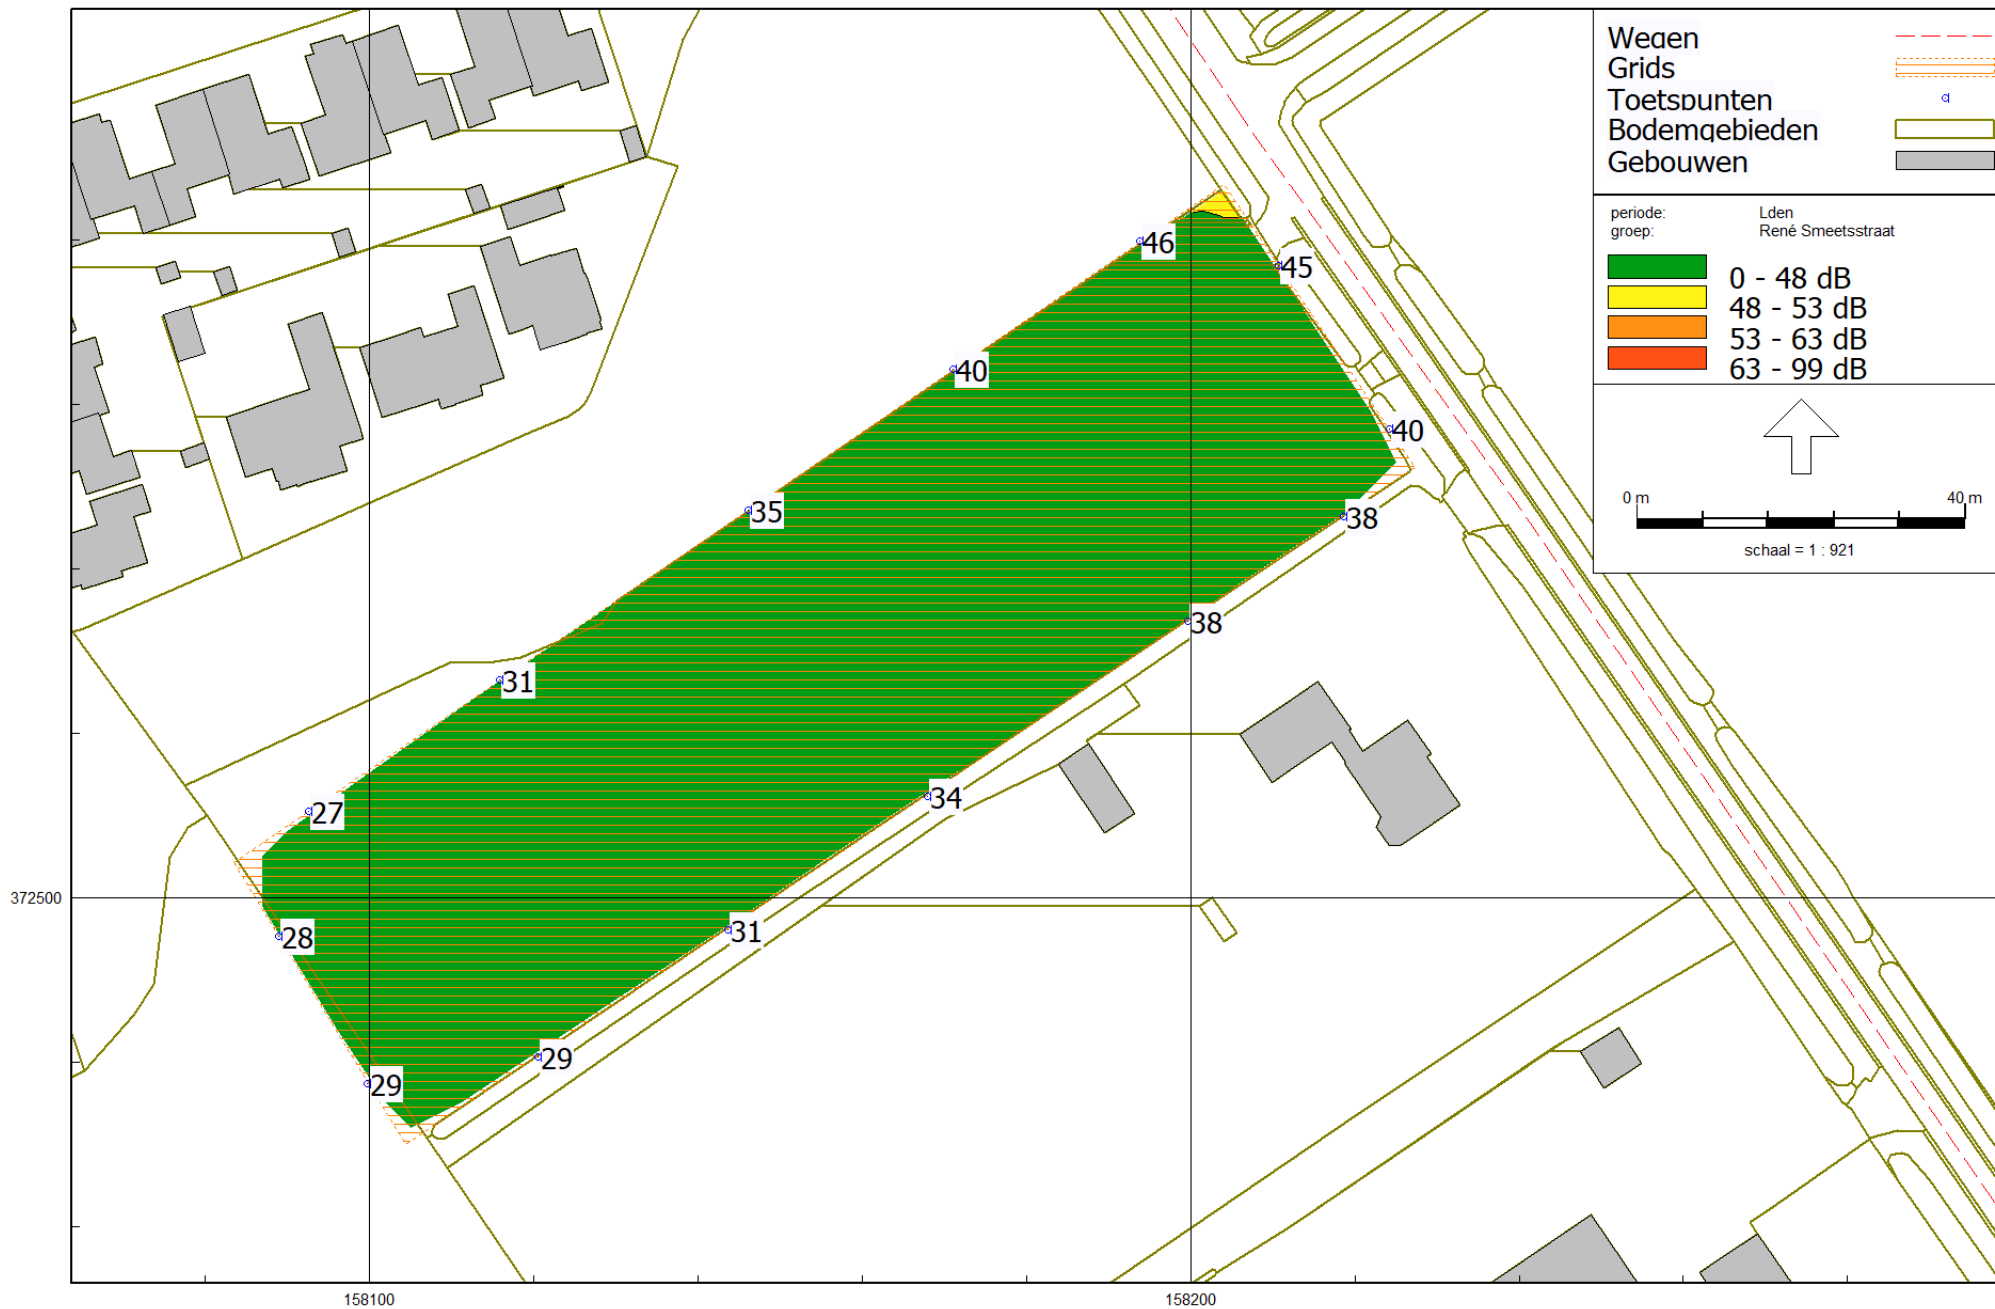 Wegen
Grids
Toetspunten
Bodemgebieden
Gebouwen
periode: Lden
groep: René Smeetsstraat
0 - 48 dB
48 - 53 dB
53 - 63 dB
63 - 99 dB
0 m 40 m
schaal = 1 : 921
46
45
40
40
35
38
38
31
34
27
31
28
29
29
372500
158100
158200